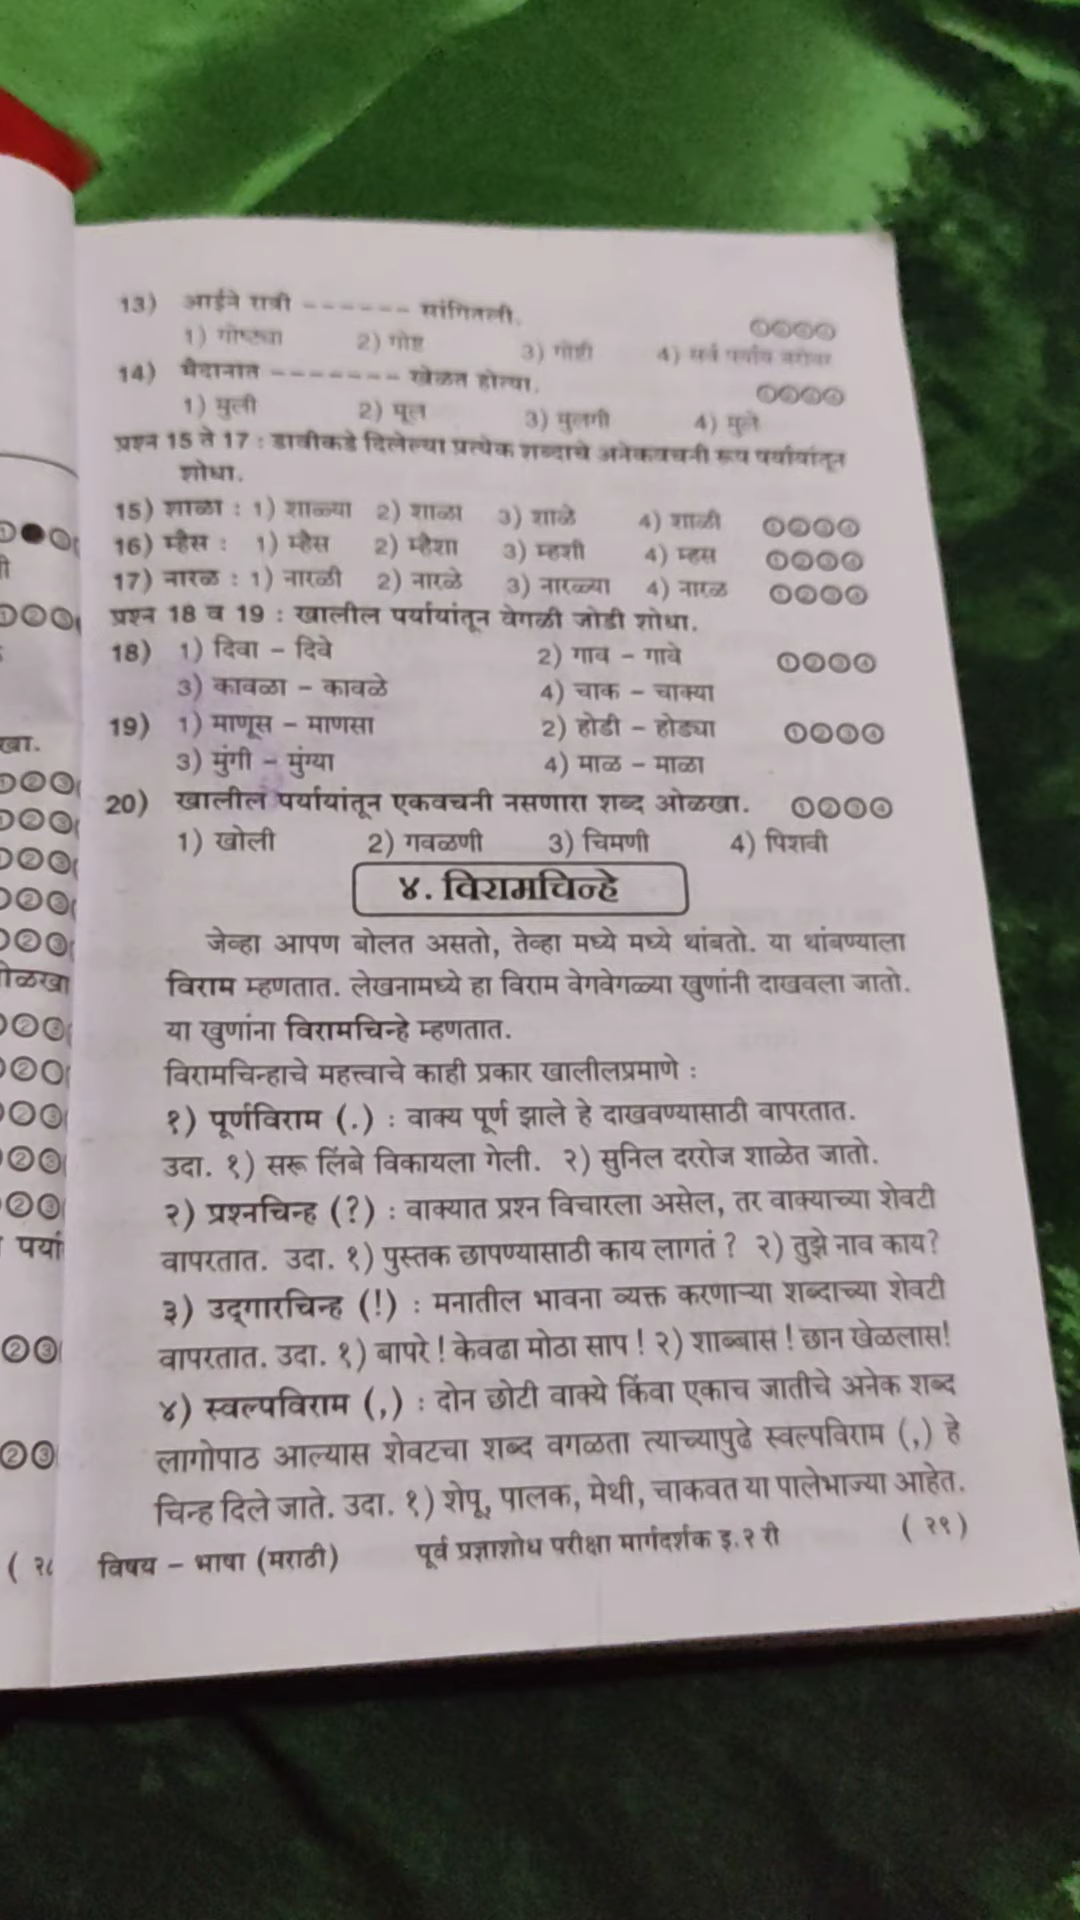 13) आईने रात्री ------ सांगितली.
1) गोष्ट्या 2) गोष्ट 3) गोष्टी 4) सर्व पर्याय बरोबर ①②③④
14) मैदानात ------- खेळत होत्या.
1) मुली 2) मूल 3) मुलगी 4) मुले ①②③④
प्रश्न 15 ते 17 : डावीकडे दिलेल्या प्रत्येक शब्दाचे अनेकवचनी रूप पर्यायांतून
शोधा.
15) शाळा : 1) शाळ्या 2) शाळा 3) शाळे 4) शाळी ①②③④
16) म्हैस : 1) म्हैस 2) म्हैशा 3) म्हशी 4) म्हस ①②③④
17) नारळ : 1) नारळी 2) नारळे 3) नारळ्या 4) नारळ ①②③④
प्रश्न 18 व 19 : खालील पर्यायांतून वेगळी जोडी शोधा.
18) 1) दिवा – दिवे 2) गाव – गावे ①②③④
3) कावळा – कावळे 4) चाक – चाक्या
19) 1) माणूस – माणसा 2) होडी – होड्या ①②③④
3) मुंगी – मुंग्या 4) माळ – माळा
20) खालील पर्यायांतून एकवचनी नसणारा शब्द ओळखा. ①②③④
1) खोली 2) गवळणी 3) चिमणी 4) पिशवी
४. विरामचिन्हे
जेव्हा आपण बोलत असतो, तेव्हा मध्ये मध्ये थांबतो. या थांबण्याला
विराम म्हणतात. लेखनामध्ये हा विराम वेगवेगळ्या खुणांनी दाखवला जातो.
या खुणांना विरामचिन्हे म्हणतात.
विरामचिन्हाचे महत्त्वाचे काही प्रकार खालीलप्रमाणे :
१) पूर्णविराम (.) : वाक्य पूर्ण झाले हे दाखवण्यासाठी वापरतात.
उदा. १) सरू लिंबे विकायला गेली. २) सुनिल दररोज शाळेत जातो.
२) प्रश्नचिन्ह (?) : वाक्यात प्रश्न विचारला असेल, तर वाक्याच्या शेवटी
वापरतात. उदा. १) पुस्तक छापण्यासाठी काय लागतं ? २) तुझे नाव काय?
३) उद्‌गारचिन्ह (!) : मनातील भावना व्यक्त करणाऱ्या शब्दाच्या शेवटी
वापरतात. उदा. १) बापरे ! केवढा मोठा साप ! २) शाब्बास ! छान खेळलास!
४) स्वल्पविराम (,) : दोन छोटी वाक्ये किंवा एकाच जातीचे अनेक शब्द
लागोपाठ आल्यास शेवटचा शब्द वगळता त्याच्यापुढे स्वल्पविराम (,) हे
चिन्ह दिले जाते. उदा. १) शेपू, पालक, मेथी, चाकवत या पालेभाज्या आहेत.
विषय – भाषा (मराठी) पूर्व प्रज्ञाशोध परीक्षा मार्गदर्शक इ.२ री (२९)